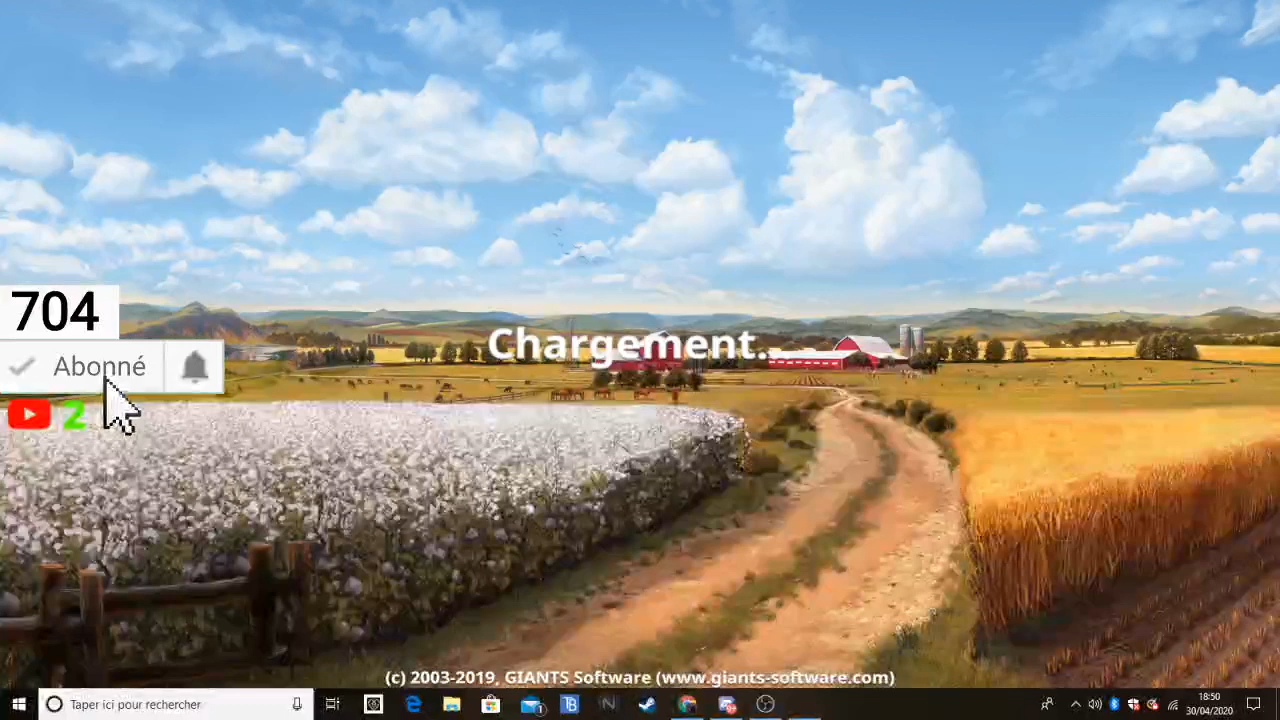 Chargement.
704
Abonné
2
(c) 2003-2019, GIANTS Software (www.giants-software.com)
Taper ici pour rechercher
18:50
30/04/2020